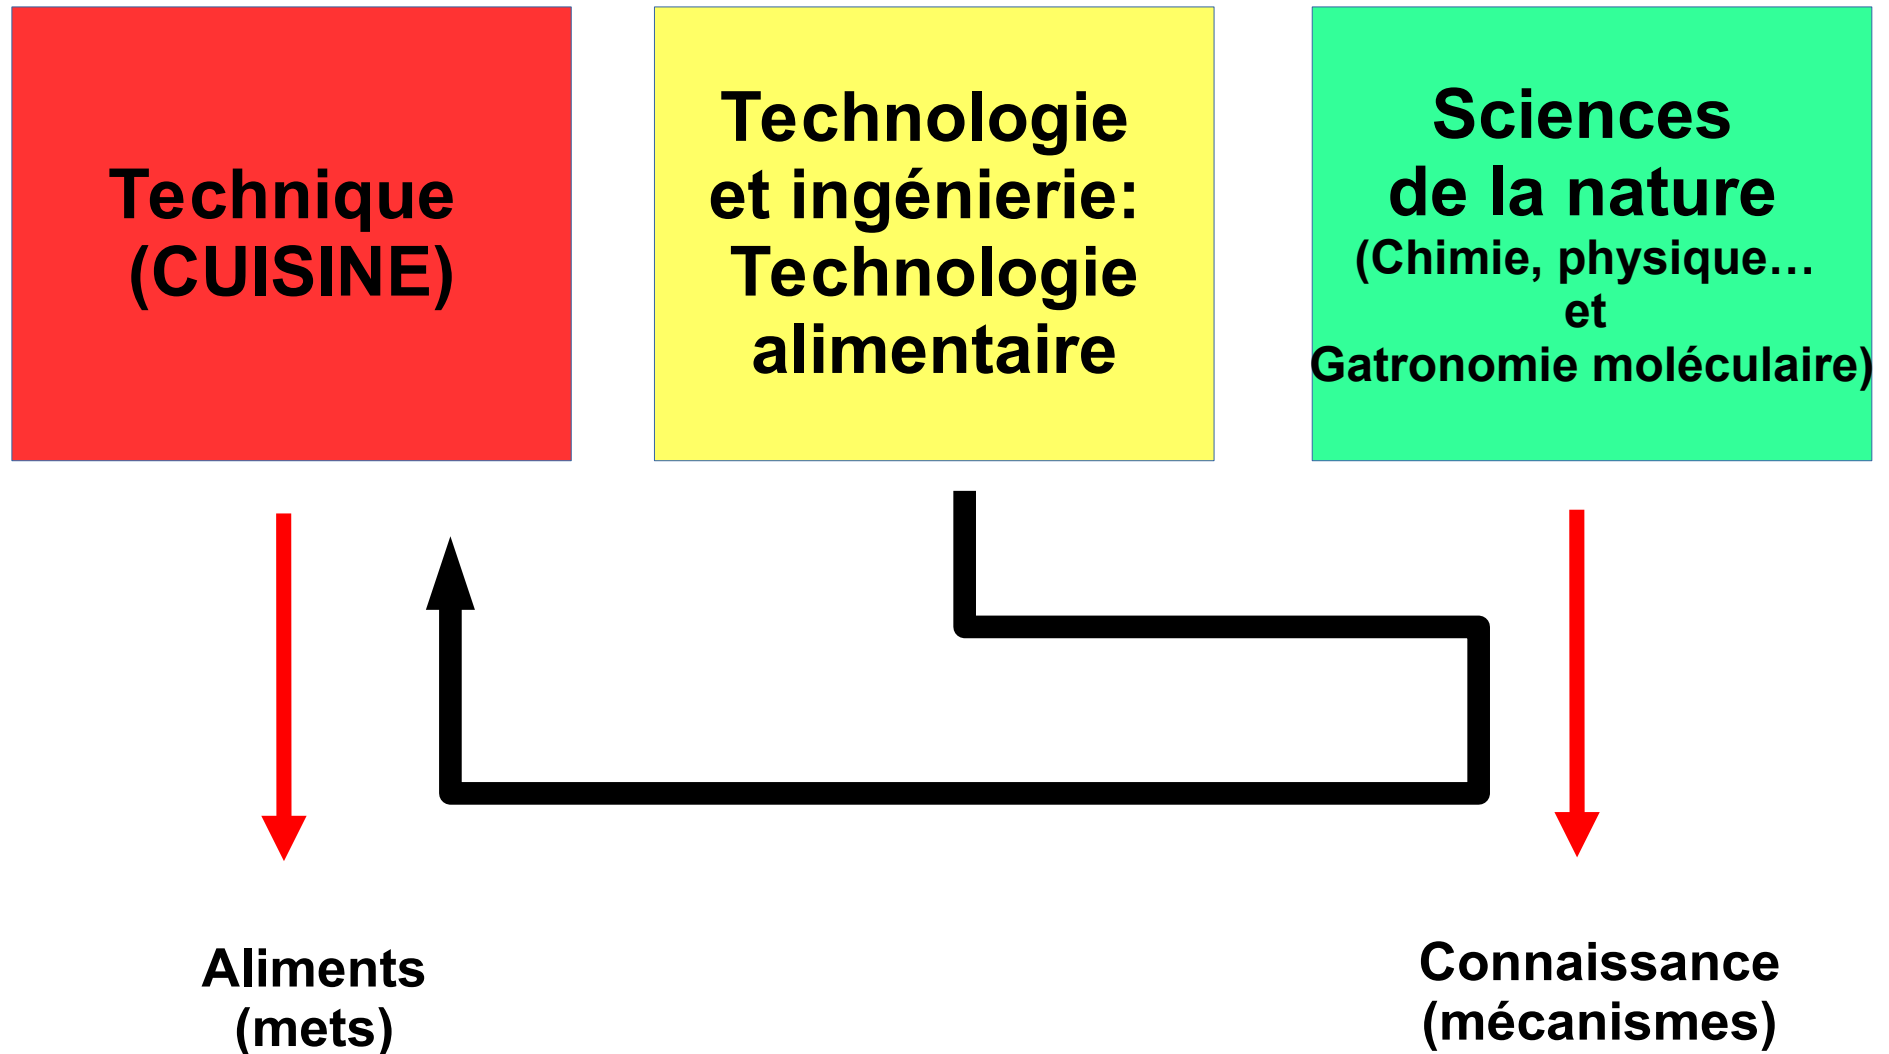 Technique
(CUISINE)
Technologie
et ingénierie:
Technologie
alimentaire
Sciences
de la nature
(Chimie, physique…
et
Gatronomie moléculaire)
Aliments
(mets)
Connaissance
(mécanismes)